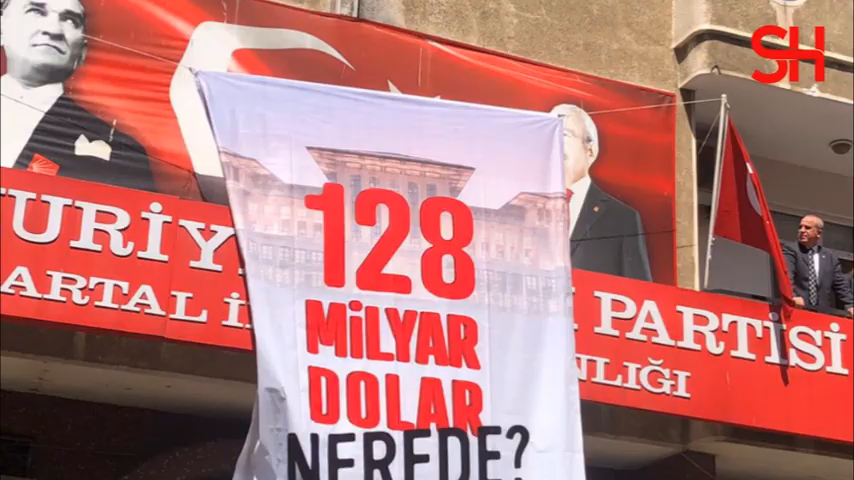 SH
URİY
PARTİSİ
ARTAL İ
NLIĞI
128
MİLYAR
DOLAR
NEREDE?